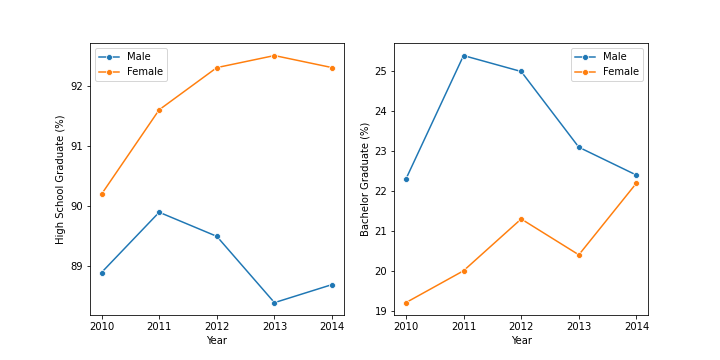 Male
Female
High School Graduate (%)
92
91
90
89
2010 2011 2012 2013 2014
Year
Male
Female
Bachelor Graduate (%)
25
24
23
22
21
20
19
2010 2011 2012 2013 2014
Year